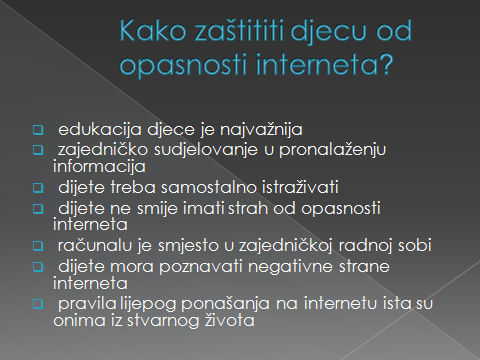 Kako zaštititi djecu od
opasnosti interneta?
edukacija djece je najvažnija
zajedničko sudjelovanje u pronalaženju
informacija
dijete treba samostalno istraživati
dijete ne smije imati strah od opasnosti
interneta
računalu je smjesto u zajedničkoj radnoj sobi
dijete mora poznavati negativne strane
interneta
pravila lijepog ponašanja na internetu ista su
onima iz stvarnog života